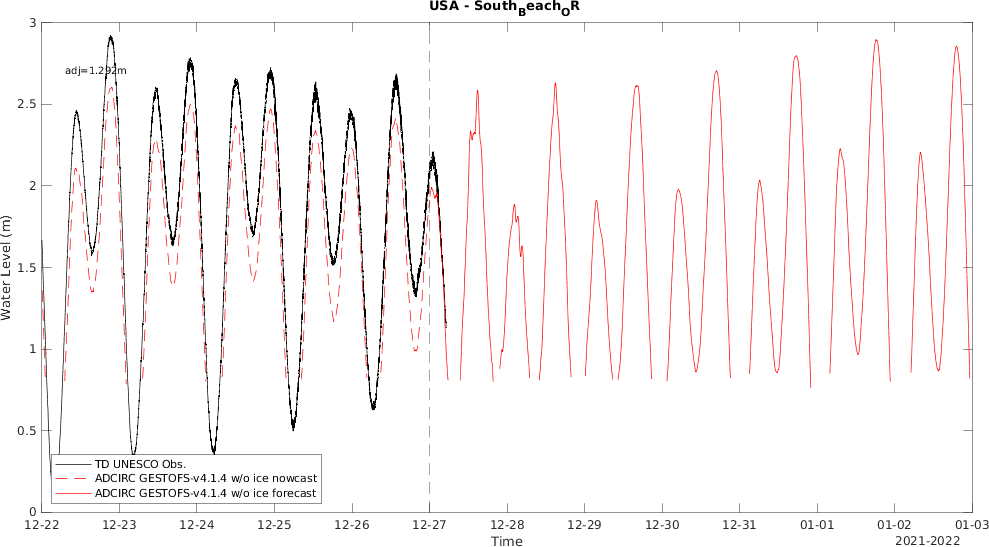 USA - SouthBeachOR
3
adj=1.292m
2.5
2
1.5
1
0.5
0
Water Level (m)
TD UNESCO Obs.
ADCIRC GESTOFS-v4.1.4 w/o ice nowcast
ADCIRC GESTOFS-v4.1.4 w/o ice forecast
12-22 12-23 12-24 12-25 12-26 12-27 12-28 12-29 12-30 12-31 01-01 01-02 01-03
Time
2021-2022